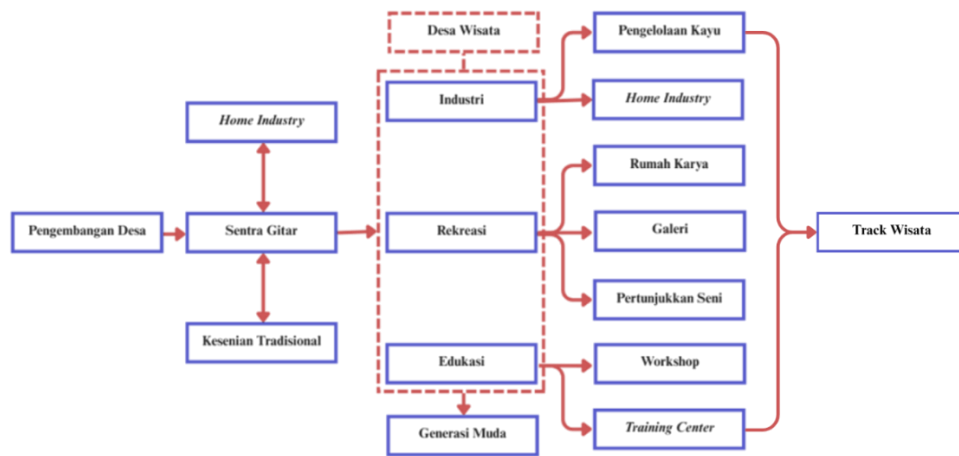 Desa Wisata
Pengelolaan Kayu
Industri
Home Industry
Home Industry
Rumah Karya
Pengembangan Desa
Sentra Gitar
Rekreasi
Galeri
Track Wisata
Pertunjukkan Seni
Kesenian Tradisional
Edukasi
Workshop
Generasi Muda
Training Center